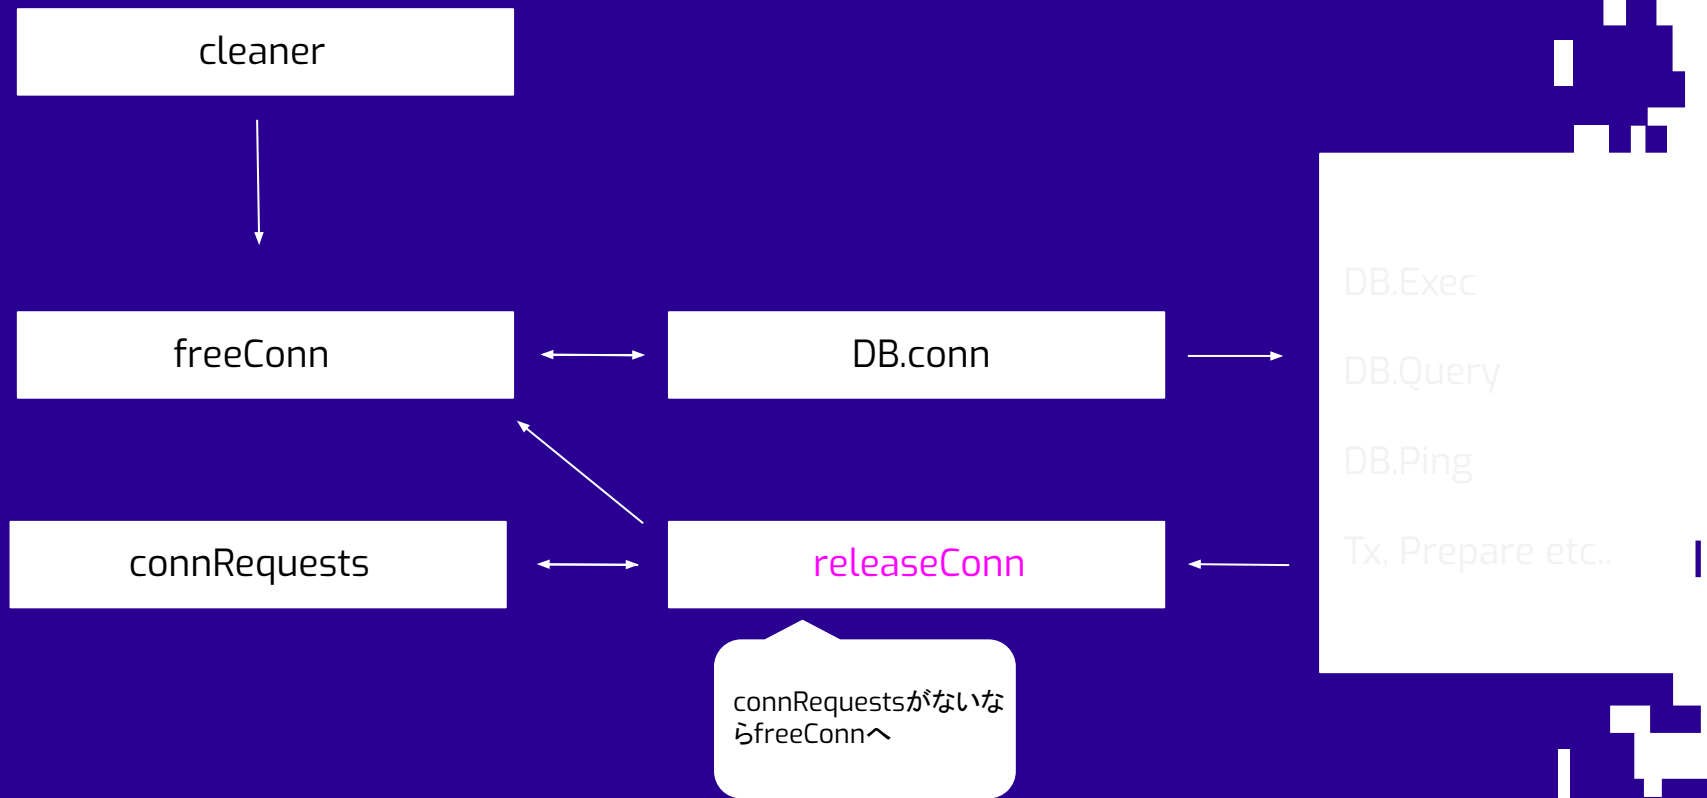 cleaner
freeConn
DB.conn
DB.Exec
DB.Query
DB.Ping
Tx, Prepare etc..
connRequests
releaseConn
connRequestsがないな
らfreeConnへ